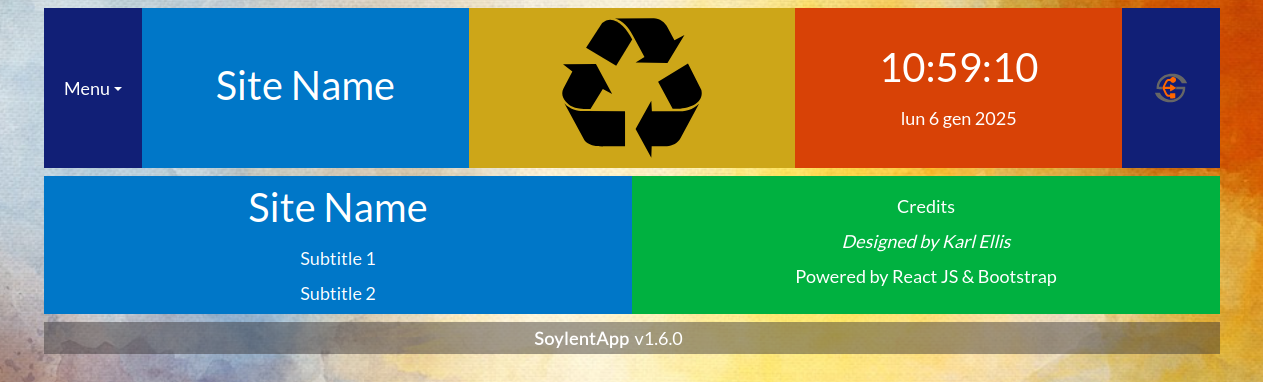 Menu
Site Name
10:59:10
lun 6 gen 2025
Site Name
Subtitle 1
Subtitle 2
Credits
Designed by Karl Ellis
Powered by React JS & Bootstrap
SoylentApp v1.6.0